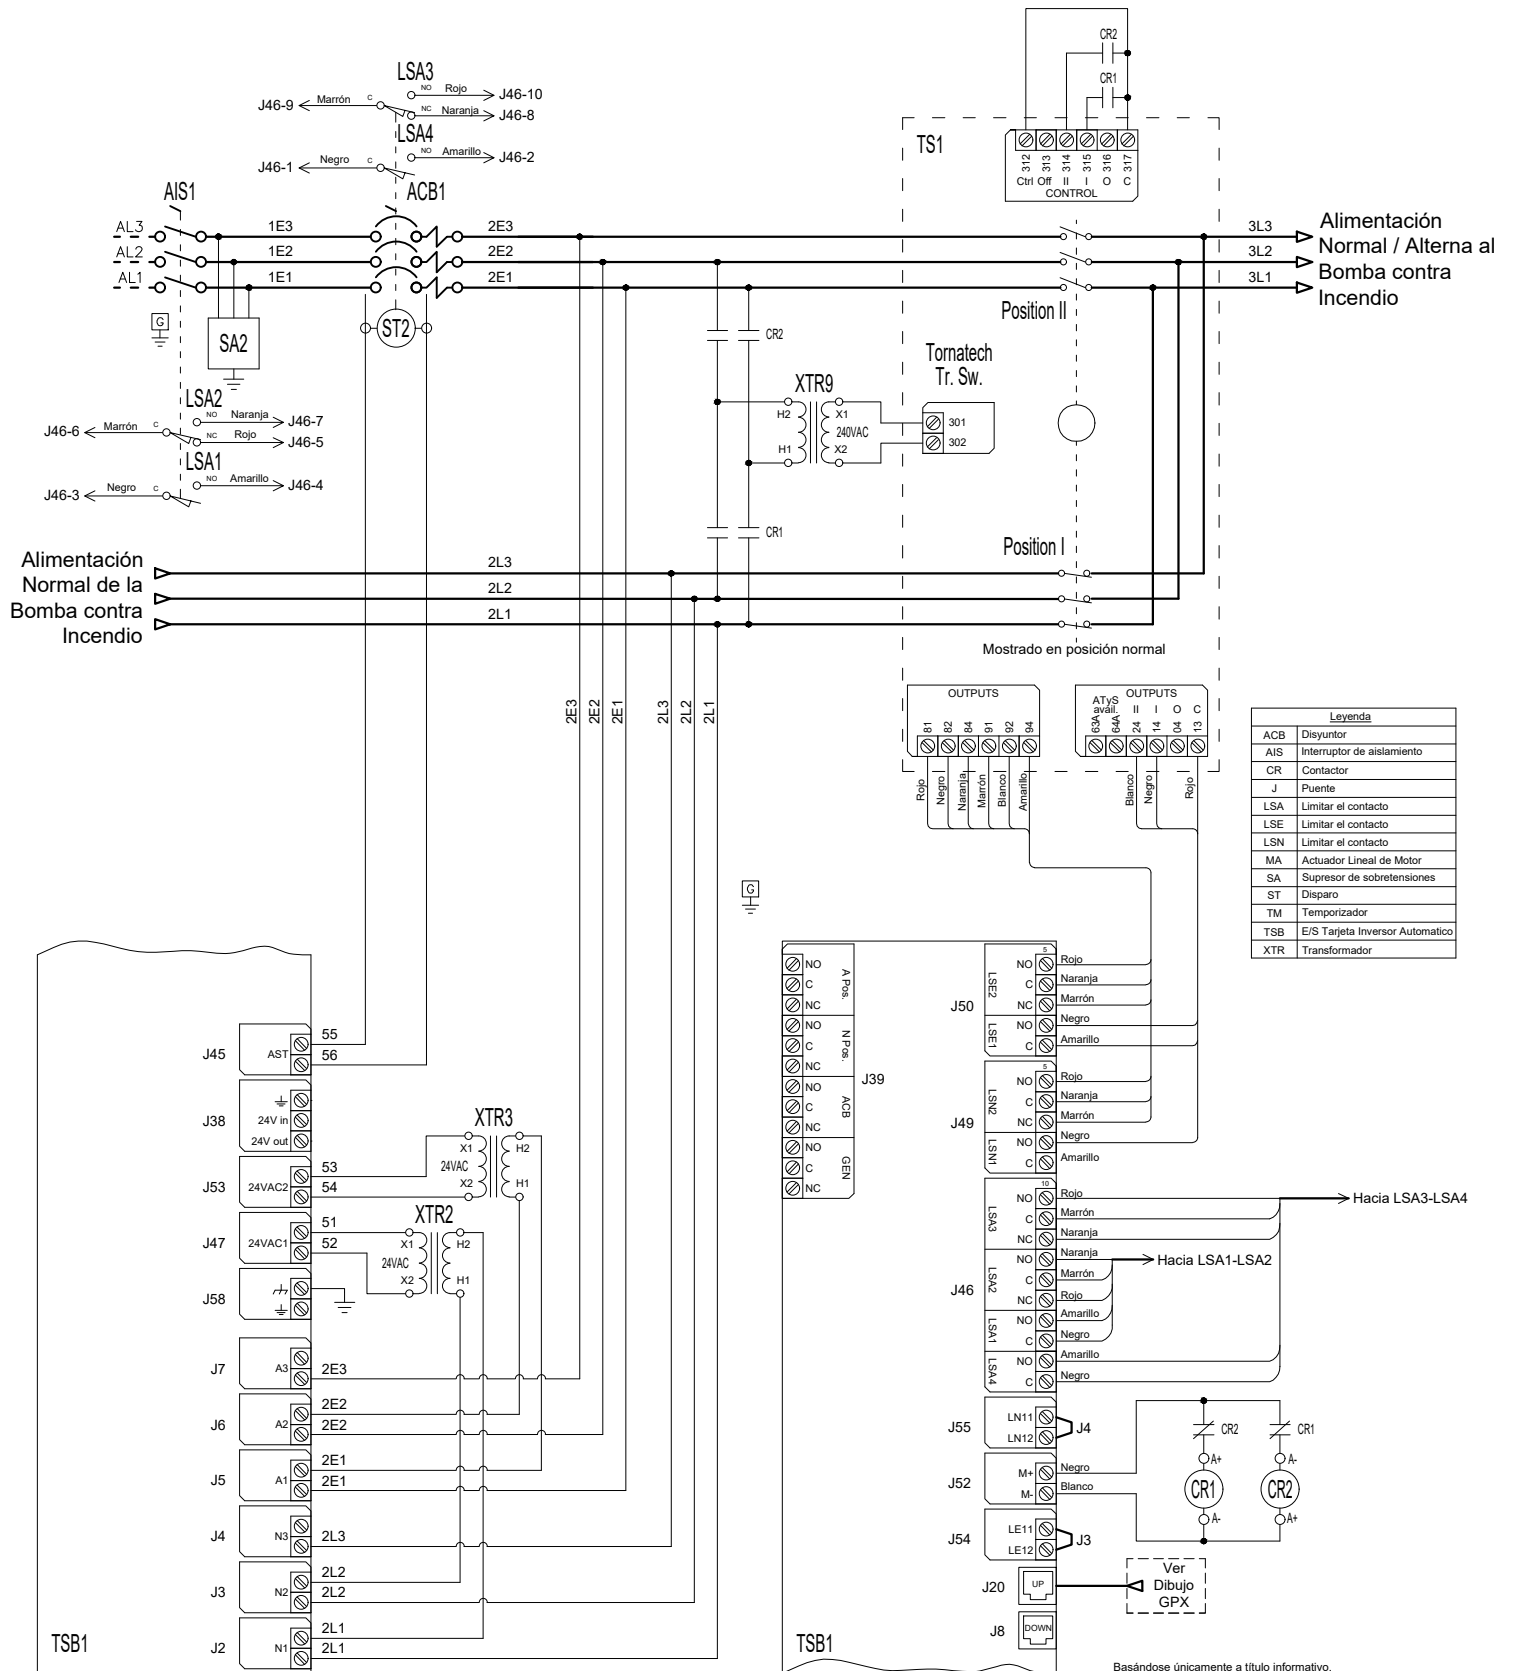 CR2
CR1
LSA3
NO Rojo J46-10
J46-9 Marrón C
NC Naranja J46-8
LSA4
NO Amarillo J46-2
J46-1 Negro C
TS1
312 313 314 315 316 317
Ctrl Off II I O C
CONTROL
AIS1
ACB1
AL3 1E3 2E3 3L3
AL2 1E2 2E2 3L2
AL1 1E1 2E1 3L1
Alimentación
Normal / Alterna al
Bomba contra
Incendio
Position II
G
SA2
ST2
CR2
Tornatech
Tr. Sw.
XTR9
H2 X1
240VAC
H1 X2
301
302
LSA2
NO Naranja J46-7
J46-6 Marrón C
NC Rojo J46-5
LSA1
NO Amarillo J46-4
J46-3 Negro C
CR1
Position I
Alimentación
Normal de la
Bomba contra
Incendio
2L3
2L2
2L1
Mostrado en posición normal
2E3 2E2 2E1 2L3 2L2 2L1
OUTPUTS
81 82 84 91 92 94
Rojo Negro Naranja Marrón Blanco Amarillo
OUTPUTS
ATyS
avail. II I O C
63A 64A 24 14 04 13
Blanco Negro Rojo
Leyenda
ACB Disyuntor
AIS Interruptor de aislamiento
CR Contactor
J Puente
LSA Limitar el contacto
LSE Limitar el contacto
LSN Limitar el contacto
MA Actuador Lineal de Motor
SA Supresor de sobretensiones
ST Disparo
TM Temporizador
TSB E/S Tarjeta Inversor Automatico
XTR Transformador
G
J45 AST 55
56
J38 24V in
24V out
J53 24VAC2 53
54
XTR3
X1 H2
24VAC
X2 H1
J47 24VAC1 51
52
XTR2
X1 H2
24VAC
X2 H1
J58
J7 A3 2E3
J6 A2 2E2
2E2
J5 A1 2E1
2E1
J4 N3 2L3
J3 N2 2L2
2L2
J2 N1 2L1
2L1
TSB1
J39
A Pos. NO
C
NC
N Pos. NO
C
NC
ACB NO
C
NC
GEN NO
C
NC
J50
5
LSE2 NO Rojo
C Naranja
NC Marrón
LSE1 NO Negro
C Amarillo
J49
5
LSN2 NO Rojo
C Naranja
NC Marrón
LSN1 NO Negro
C Amarillo
J46
10
LSA3 NO Rojo
C Marrón
NC Naranja
LSA2 NO Naranja
C Marrón
NC Rojo
LSA1 NO Amarillo
C Negro
LSA4 NO Amarillo
C Negro
Hacia LSA3-LSA4
Hacia LSA1-LSA2
J55 LN11
LN12 J4
J52 M+ Negro
M- Blanco
CR2 CR1
A+ A-
CR1 CR2
A- A+
J54 LE11
LE12 J3
J20 UP
Ver
Dibujo
GPX
J8 DOWN
TSB1
Basándose únicamente a título informativo.